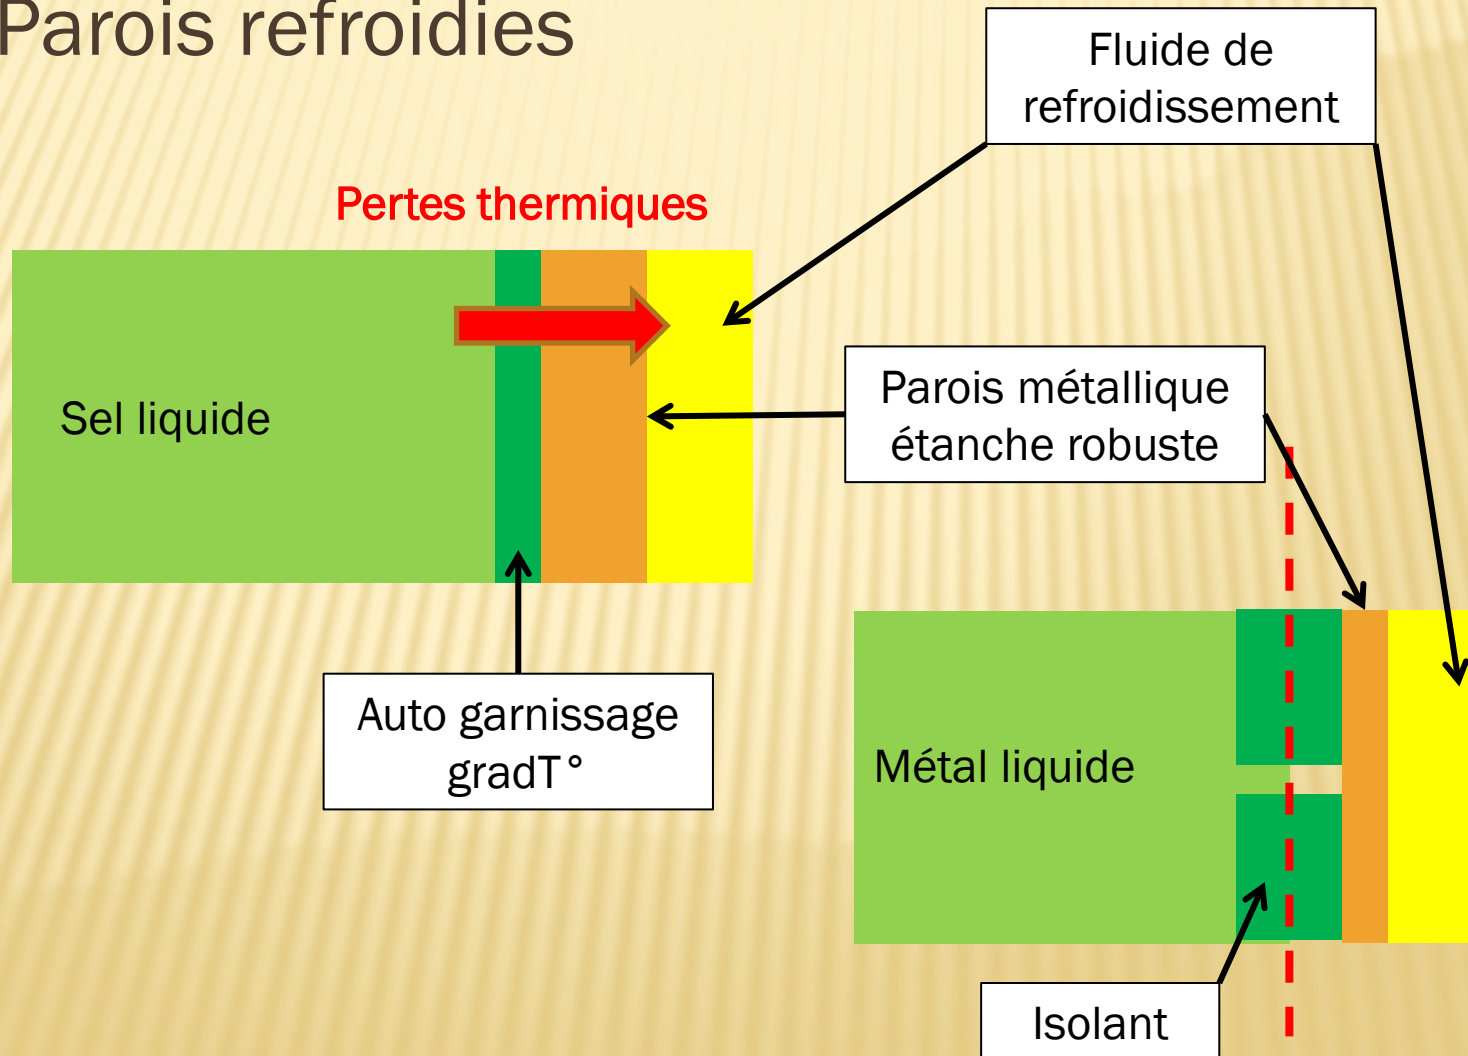 Parois refroidies
Fluide de
refroidissement
Pertes thermiques
Parois métallique
étanche robuste
Sel liquide
Auto garnissage
gradT°
Métal liquide
Isolant